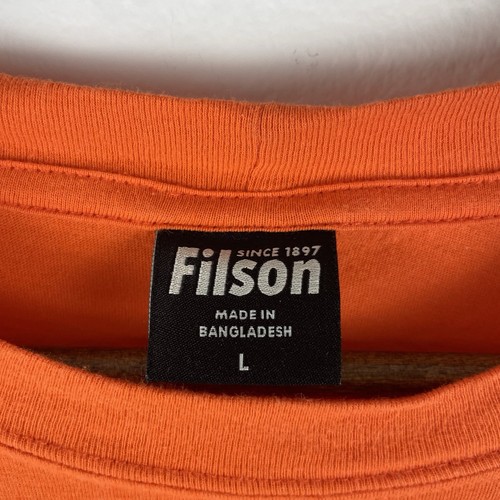 SINCE 1897
Filson
MADE IN
BANGLADESH
L